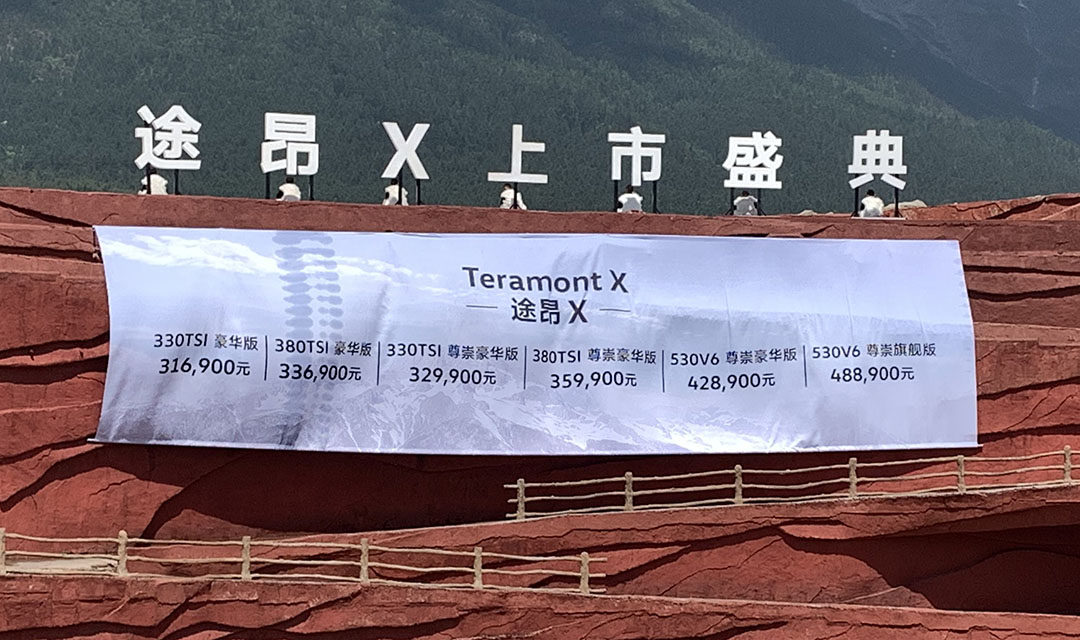 途昂X上市盛典
Teramont X
途昂X
330TSI 豪华版
316,900元
380TSI 豪华版
336,900元
330TSI 尊崇豪华版
329,900元
380TSI 尊崇豪华版
359,900元
530V6 尊崇豪华版
428,900元
530V6 尊崇旗舰版
488,900元